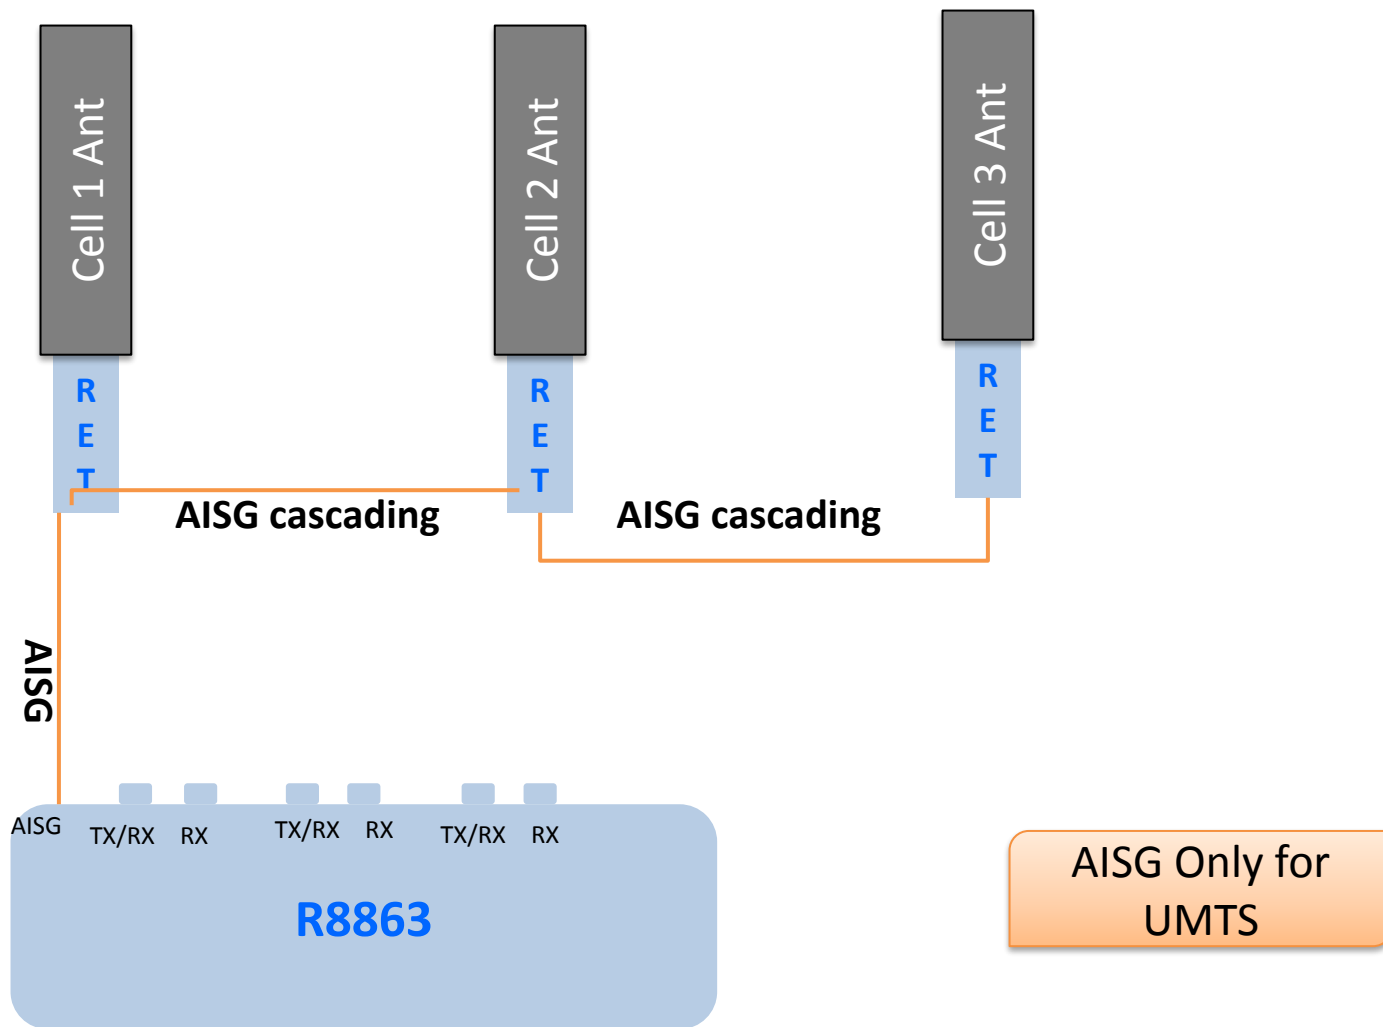 Cell 1 Ant
Cell 2 Ant
Cell 3 Ant
R
E
T
R
E
T
R
E
T
AISG cascading
AISG cascading
AISG
AISG
TX/RX
RX
TX/RX
RX
TX/RX
RX
R8863
AISG Only for
UMTS